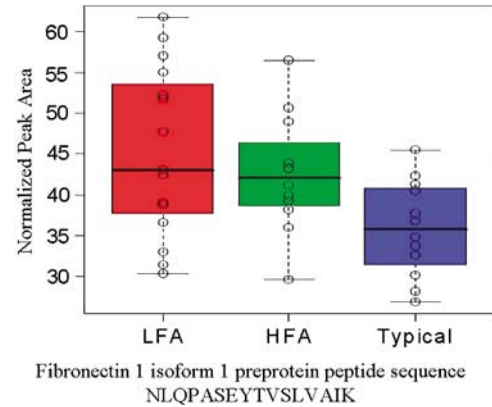 Normalized Peak Area
60
55
50
45
40
35
30
LFA HFA Typical
Fibronectin 1 isoform 1 preprotein peptide sequence
NLQPASEYTVSLVAIK